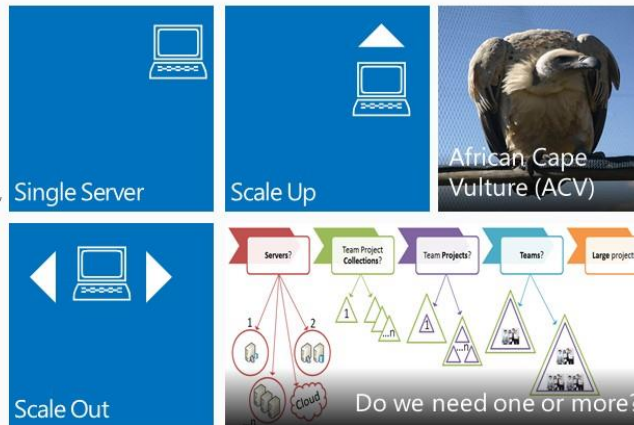 Single Server
Scale Up
African Cape
Vulture (ACV)
Scale Out
Servers?
Team Project
Collections?
Team Projects?
Teams?
Large project
1
2
n
Cloud
1
...n
1
...n
Do we need one or more?